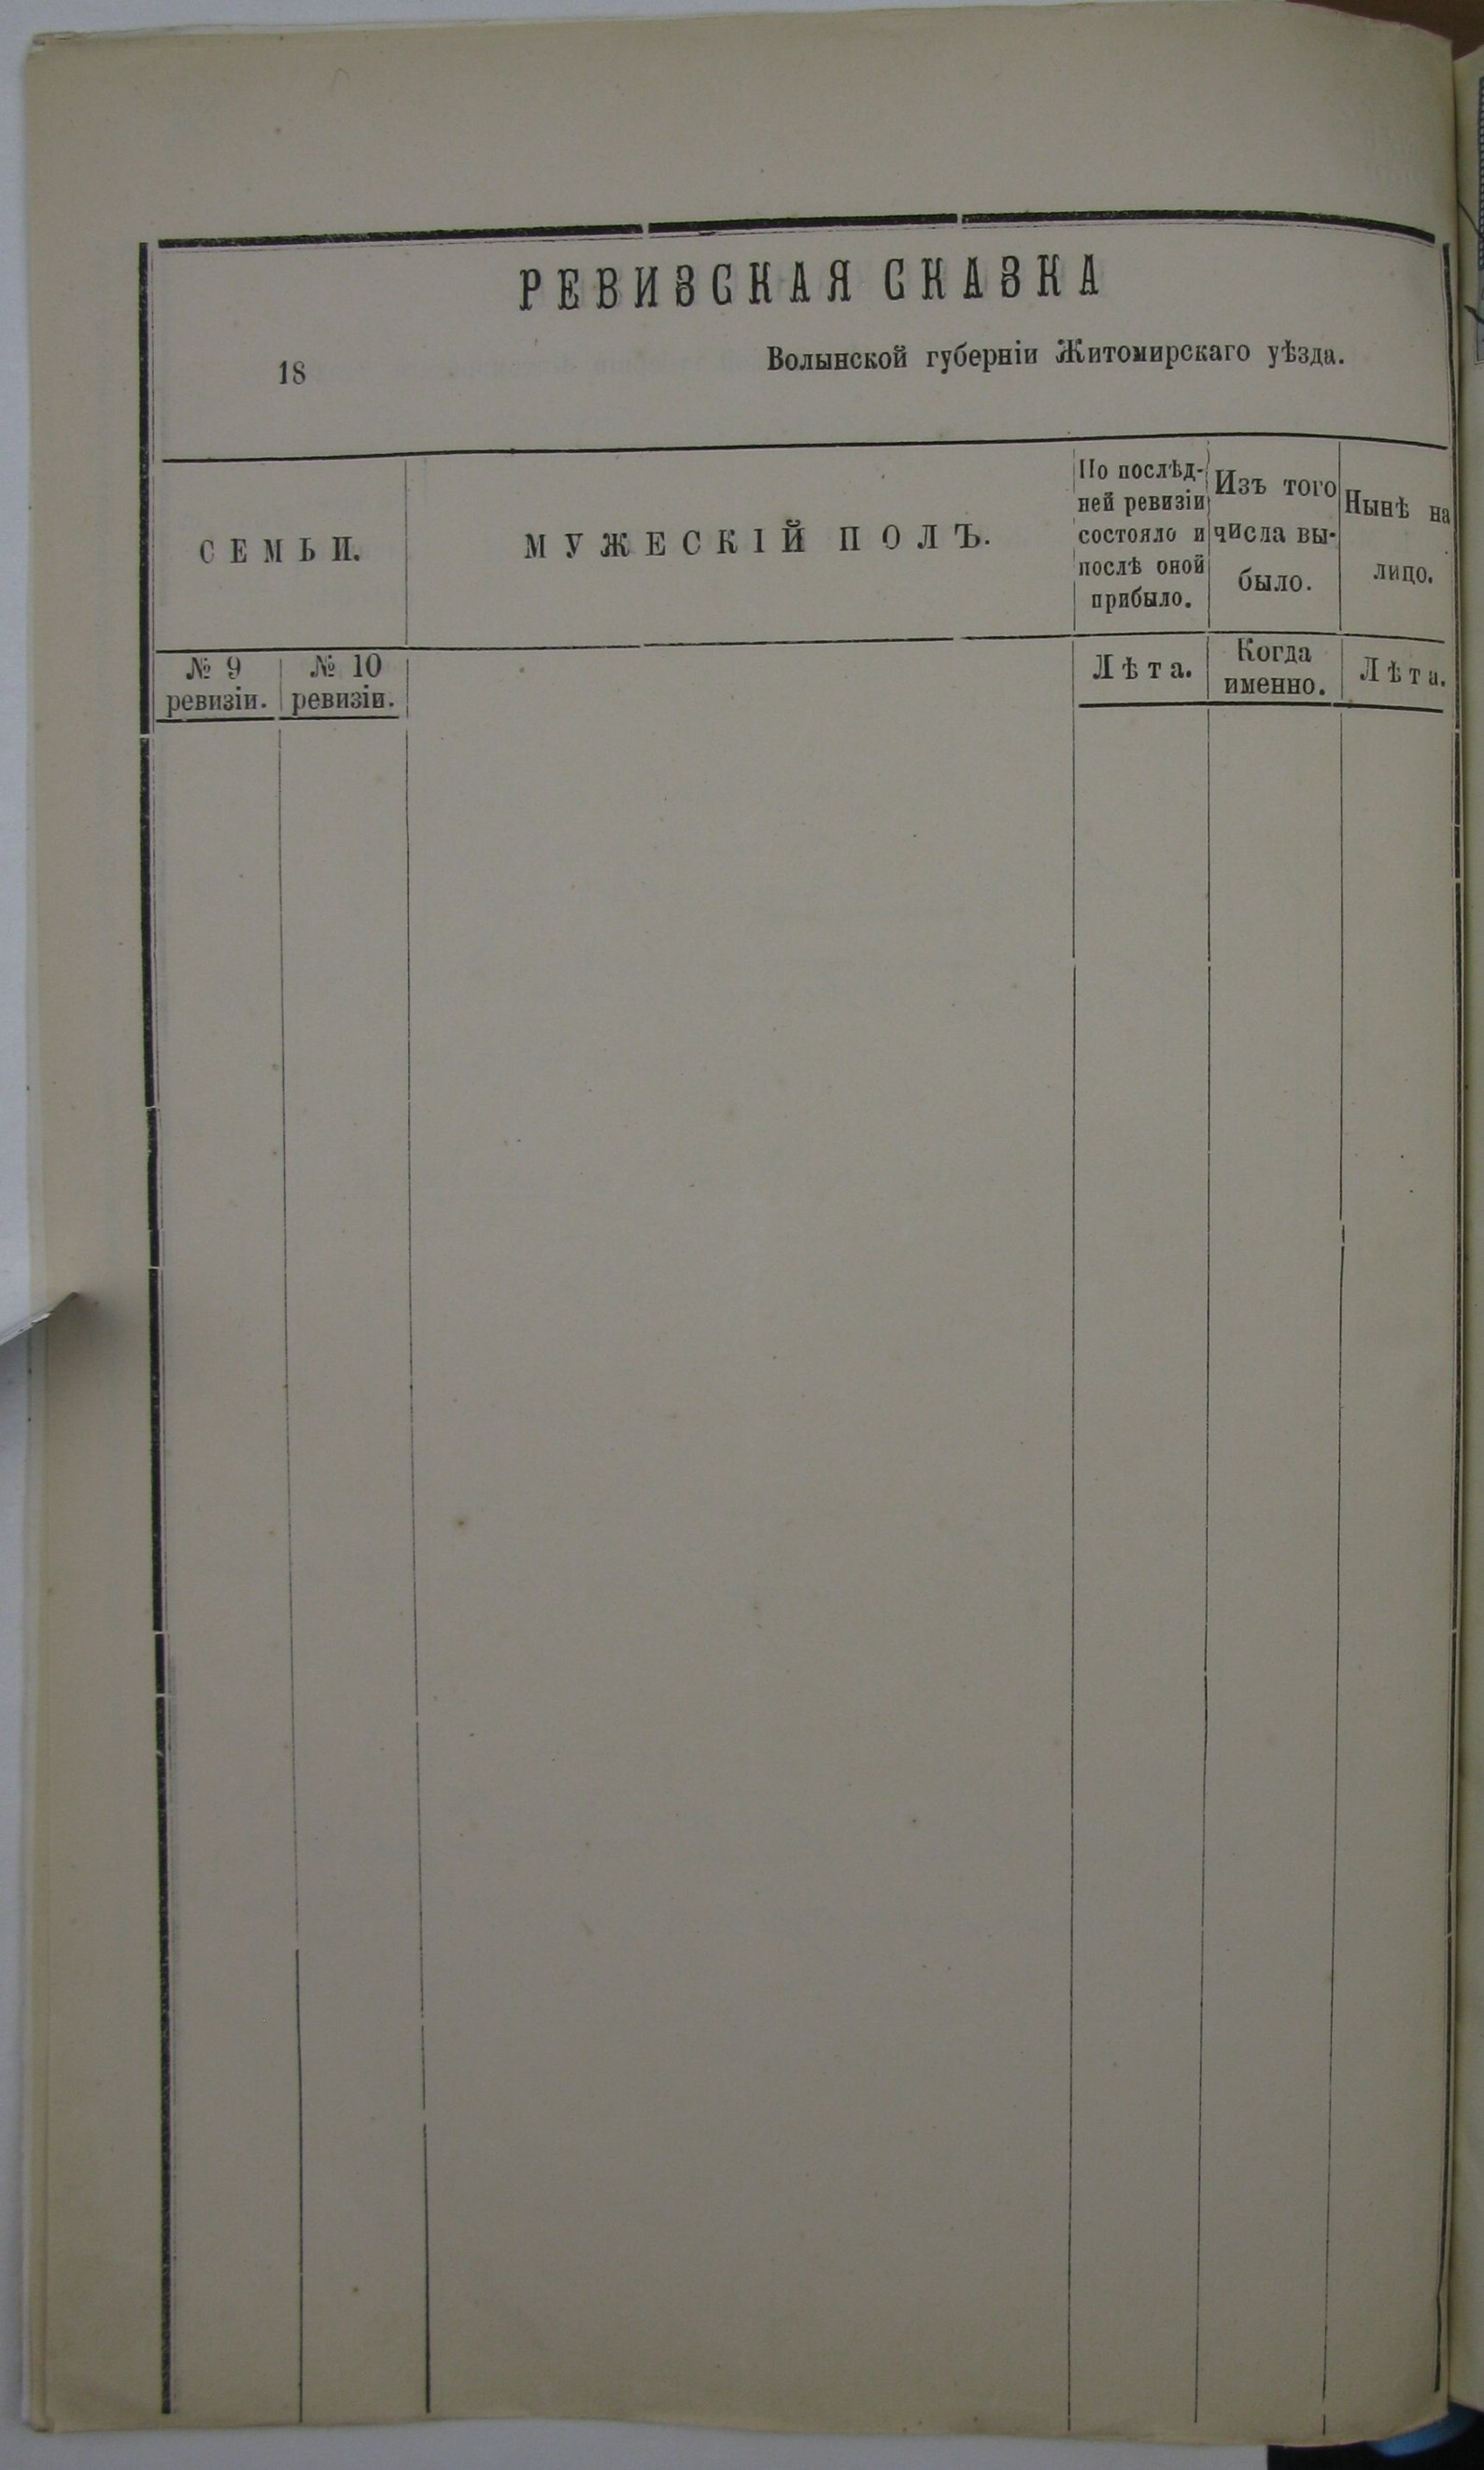 РЕВИЗСКАЯ СКАЗКА
18 Волынской губерніи Житомирскаго уѣзда.
СЕМЬИ.
МУЖЕСКІЙ ПОЛЪ.
По послѣд-
ней ревизіи
состояло и
послѣ оной
прибыло.
Изъ того
числа вы-
было.
Нынѣ на
лицо.
№ 9
ревизіи.
№ 10
ревизіи.
Лѣта.
Когда
именно.
Лѣта.